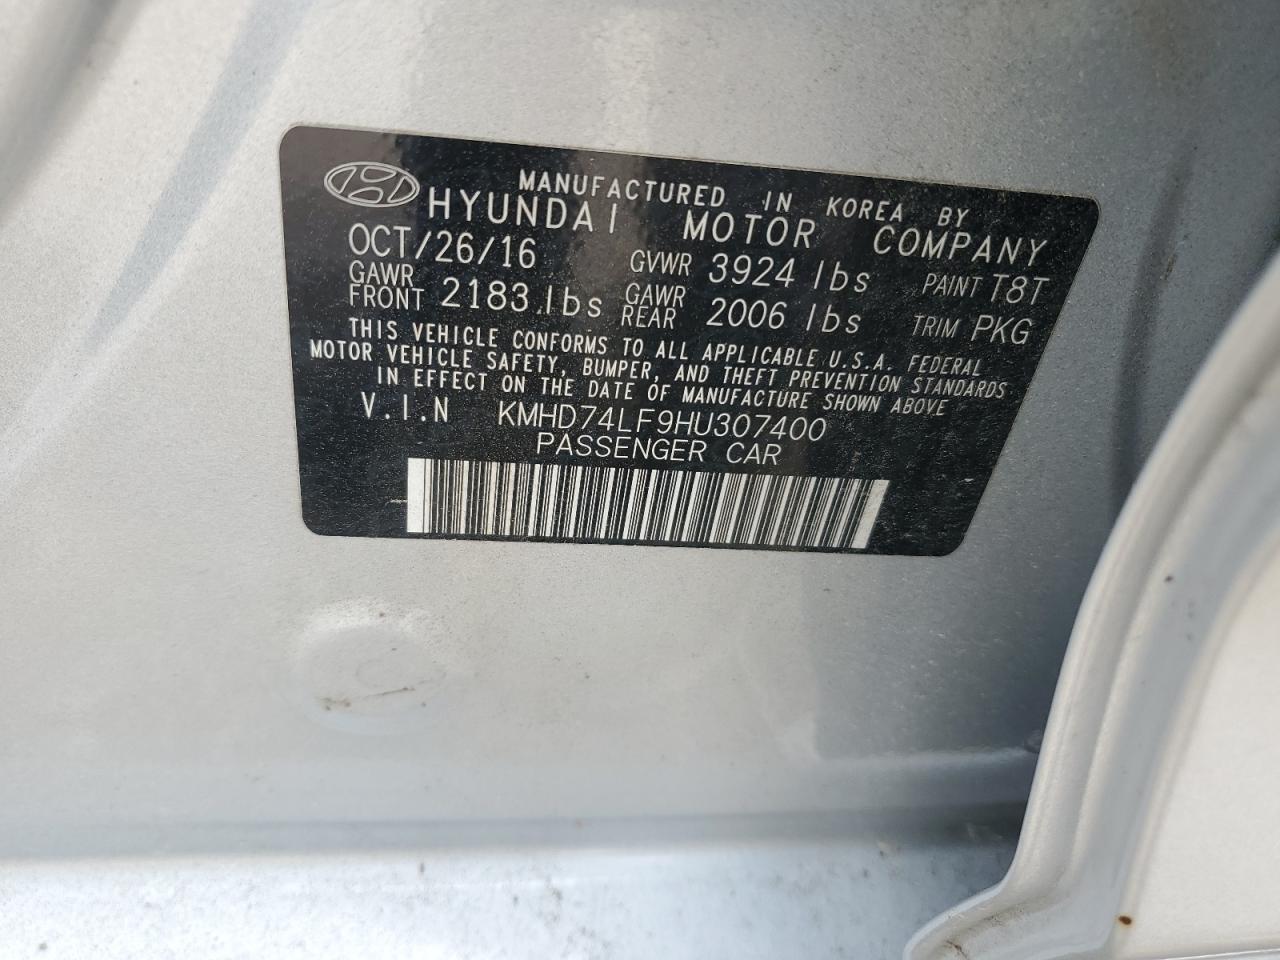 MANUFACTURED IN KOREA BY
HYUNDAI MOTOR COMPANY
OCT/26/16 GVWR 3924 lbs PAINT T8T
GAWR FRONT 2183 lbs GAWR REAR 2006 lbs TRIM PKG
THIS VEHICLE CONFORMS TO ALL APPLICABLE U.S.A. FEDERAL
MOTOR VEHICLE SAFETY, BUMPER, AND THEFT PREVENTION STANDARDS
IN EFFECT ON THE DATE OF MANUFACTURE SHOWN ABOVE
V.I.N KMHD74LF9HU307400
PASSENGER CAR